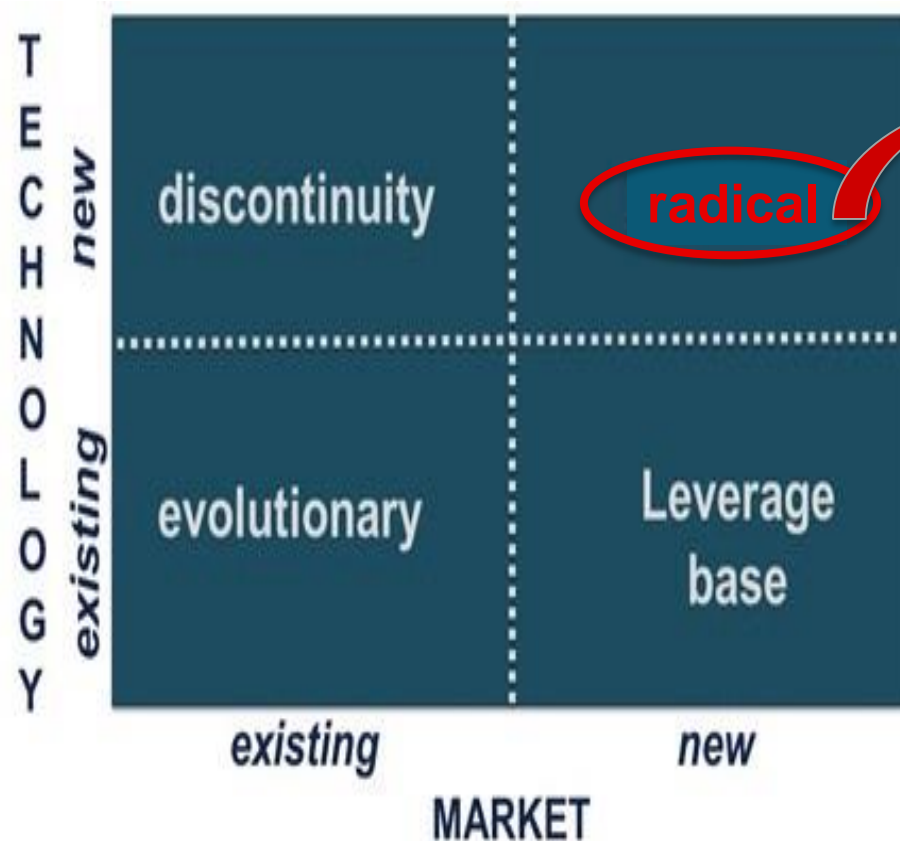 TECHNOLOGY
new
existing
discontinuity
radical
evolutionary
Leverage
base
existing
new
MARKET